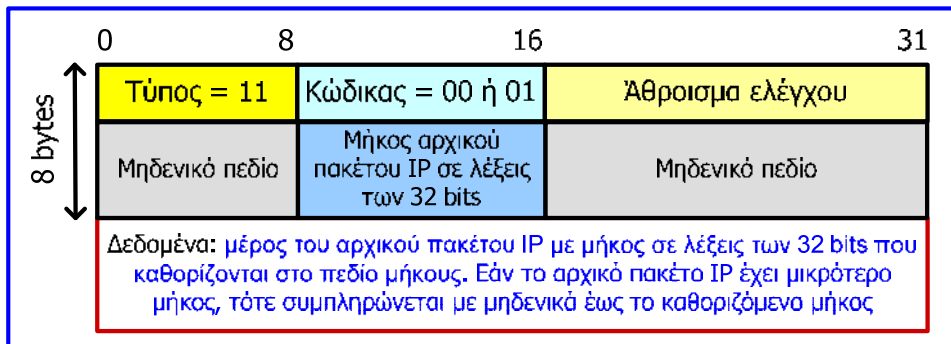 0 8 16 31
8 bytes
Τύπος = 11 Κώδικας = 00 ή 01 Άθροισμα ελέγχου
Μηδενικό πεδίο
Μήκος αρχικού
πακέτου IP σε λέξεις
των 32 bits
Μηδενικό πεδίο
Δεδομένα: μέρος του αρχικού πακέτου IP με μήκος σε λέξεις των 32 bits που
καθορίζονται στο πεδίο μήκους. Εάν το αρχικό πακέτο IP έχει μικρότερο
μήκος, τότε συμπληρώνεται με μηδενικά έως το καθοριζόμενο μήκος